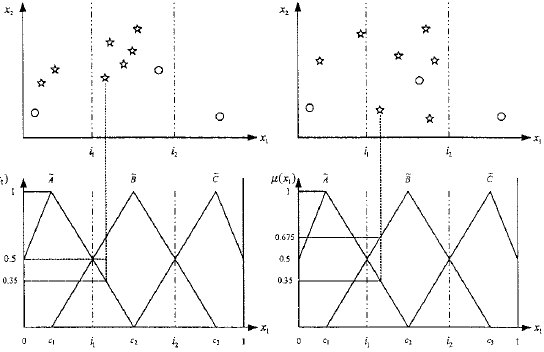 x₂ x₂
x₁ x₁
i₁ i₂ i₁ i₂
x₁) Ã B̃ C̃ μ(x₁) Ã B̃ C̃
1 1
0.675
0.5 0.5
0.35 0.35
x₁ x₁
0 c₁ i₁ c₂ i₂ c₃ 1 0 c₁ i₁ c₂ i₂ c₃ 1